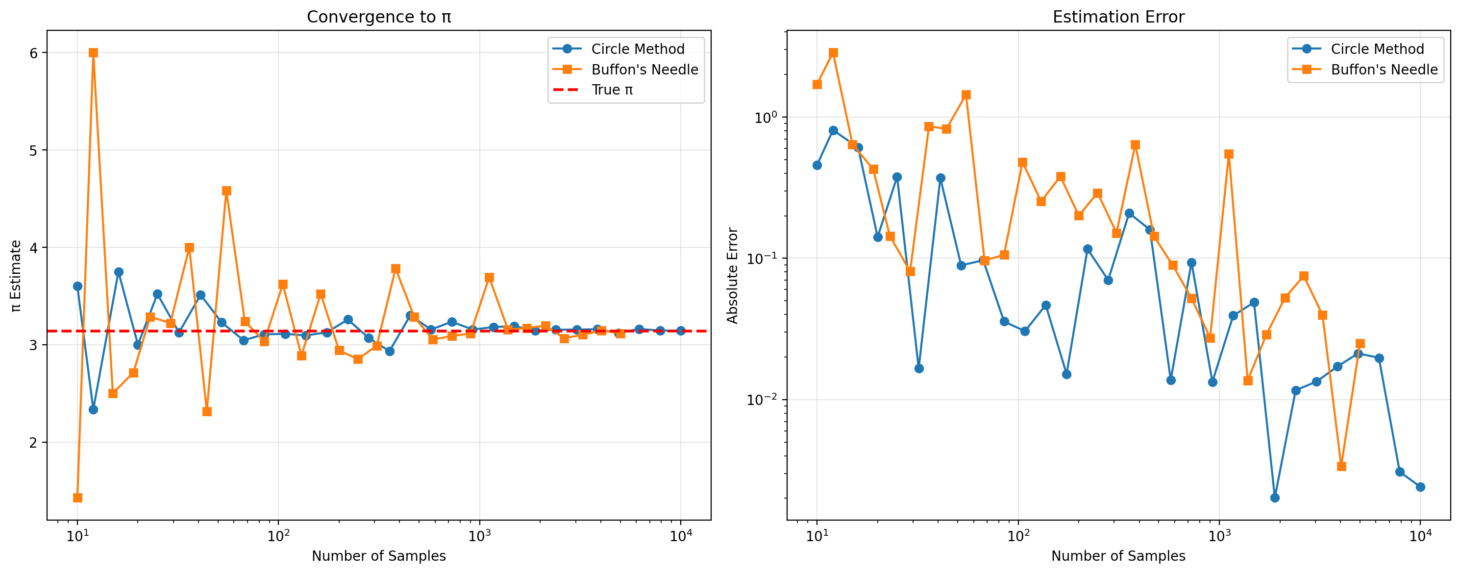 Convergence to π
π Estimate
6
5
4
3
2
Circle Method
Buffon's Needle
True π
10¹
10²
10³
10⁴
Number of Samples
Estimation Error
Absolute Error
10⁰
10⁻¹
10⁻²
Circle Method
Buffon's Needle
10¹
10²
10³
10⁴
Number of Samples